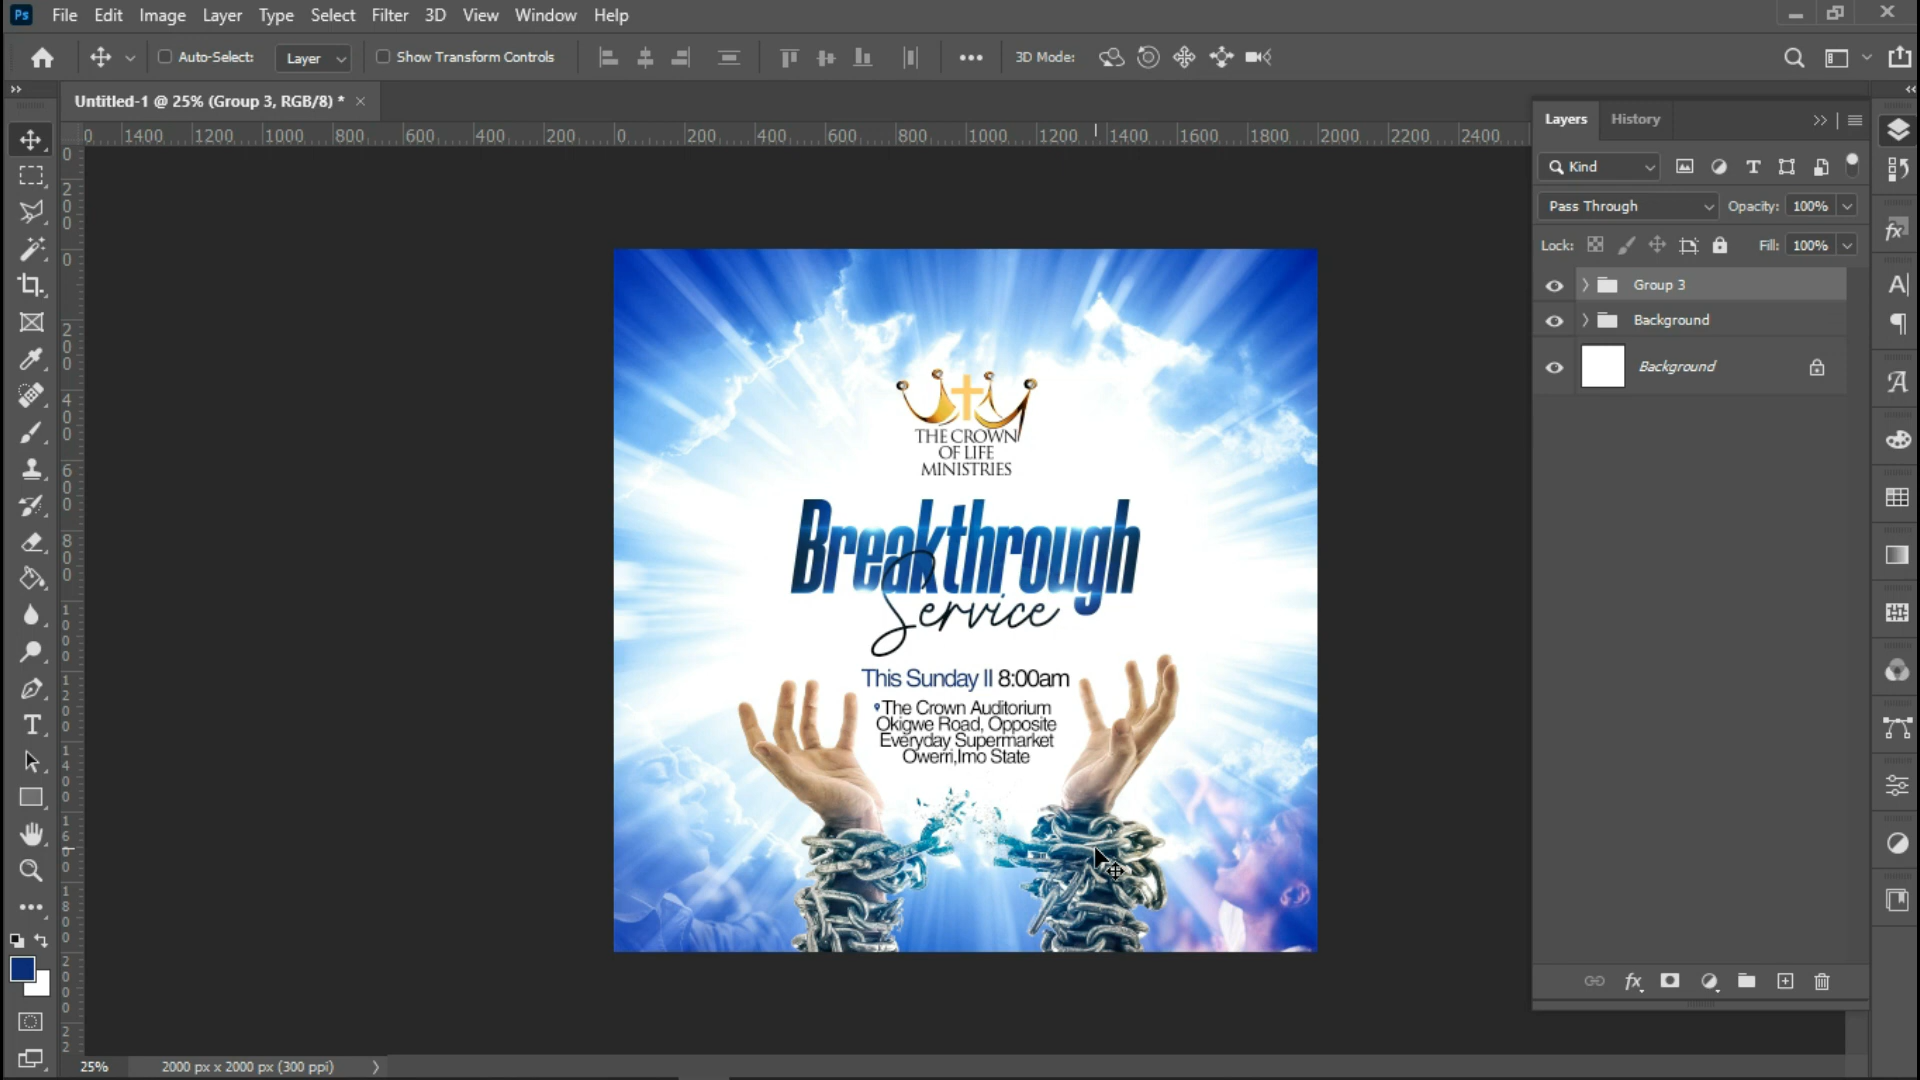 Ps File Edit Image Layer Type Select Filter 3D View Window Help
Auto-Select: Layer Show Transform Controls 3D Mode:
Untitled-1 @ 25% (Group 3, RGB/8) *
0 1400 1200 1000 800 600 400 200 0 200 400 600 800 1000 1200 1400 1600 1800 2000 2200 2400
Layers History
Kind
Pass Through Opacity: 100%
Lock: Fill: 100%
Group 3
Background
Background
THE CROWN
OF LIFE
MINISTRIES
Breakthrough
Service
This Sunday II 8:00am
The Crown Auditorium
Okigwe Road, Opposite
Everyday Supermarket
Owerri,Imo State
25% 2000 px x 2000 px (300 ppi)